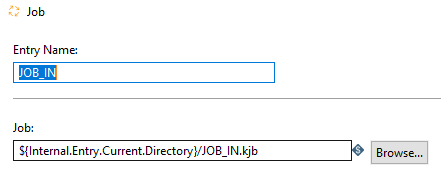 Job
Entry Name:
JOB_IN
Job:
${Internal.Entry.Current.Directory}/JOB_IN.kjb
S
Browse...